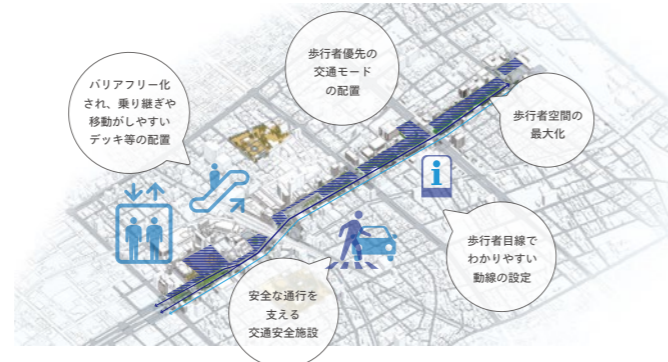 バリアフリー化
され、乗り継ぎや
移動がしやすい
デッキ等の配置
歩行者優先の
交通モード
の配置
歩行者空間の
最大化
歩行者目線で
わかりやすい
動線の設定
安全な通行を
支える
交通安全施設
i